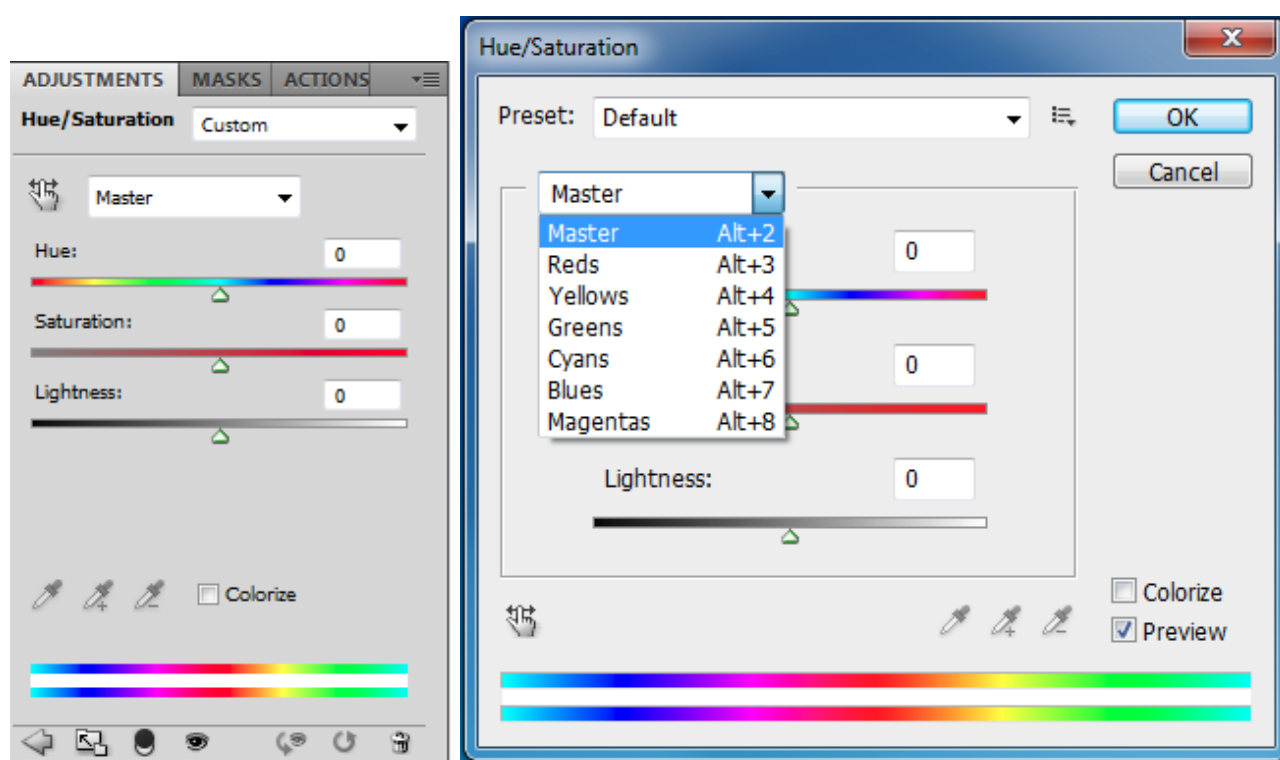 ADJUSTMENTS MASKS ACTIONS
Hue/Saturation Custom
Master
Hue: 0
Saturation: 0
Lightness: 0
Colorize
Hue/Saturation
Preset: Default
OK
Cancel
Master
Master Alt+2
Reds Alt+3
Yellows Alt+4
Greens Alt+5
Cyans Alt+6
Blues Alt+7
Magentas Alt+8
0
0
Lightness: 0
Colorize
Preview